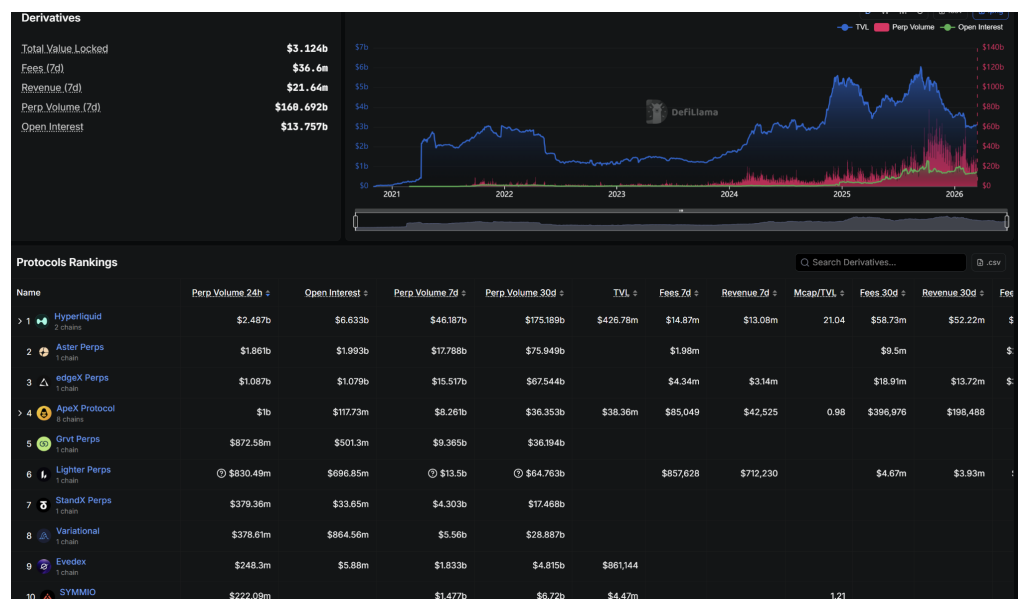 Derivatives
Total Value Locked $3.124b
Fees (7d) $36.6m
Revenue (7d) $21.64m
Perp Volume (7d) $160.692b
Open Interest $13.757b
TVL Perp Volume Open Interest
$7b $140b
$6b $120b
$5b $100b
$4b $80b
$3b $60b
$2b $40b
$1b $20b
$0 $0
DefiLlama
2021 2022 2023 2024 2025 2026
Protocols Rankings
Search Derivatives...
.csv
Name Perp Volume 24h Open Interest Perp Volume 7d Perp Volume 30d TVL Fees 7d Revenue 7d Mcap/TVL Fees 30d Revenue 30d Fee
1 Hyperliquid $2.487b $6.633b $46.187b $175.189b $426.78m $14.87m $13.08m 21.04 $58.73m $52.22m $
2 chains
2 Aster Perps $1.861b $1.993b $17.788b $75.949b $1.98m $9.5m
1 chain
3 edgeX Perps $1.087b $1.079b $15.517b $67.544b $4.34m $3.14m $18.91m $13.72m
1 chain
4 ApeX Protocol $1b $117.73m $8.261b $36.353b $38.36m $85,049 $42,525 0.98 $396,976 $198,488
8 chains
5 Grvt Perps $872.58m $501.3m $9.365b $36.194b
1 chain
6 Lighter Perps $830.49m $696.85m $13.5b $64.763b $857,628 $712,230 $4.67m $3.93m
1 chain
7 StandX Perps $379.36m $33.65m $4.303b $17.468b
1 chain
8 Variational $378.61m $864.56m $5.56b $28.887b
1 chain
9 Evedex $248.3m $5.88m $1.833b $4.815b $861,144
1 chain
10 SYMMIO $222.09m $1.477b $6.72b $4.47m 1.21